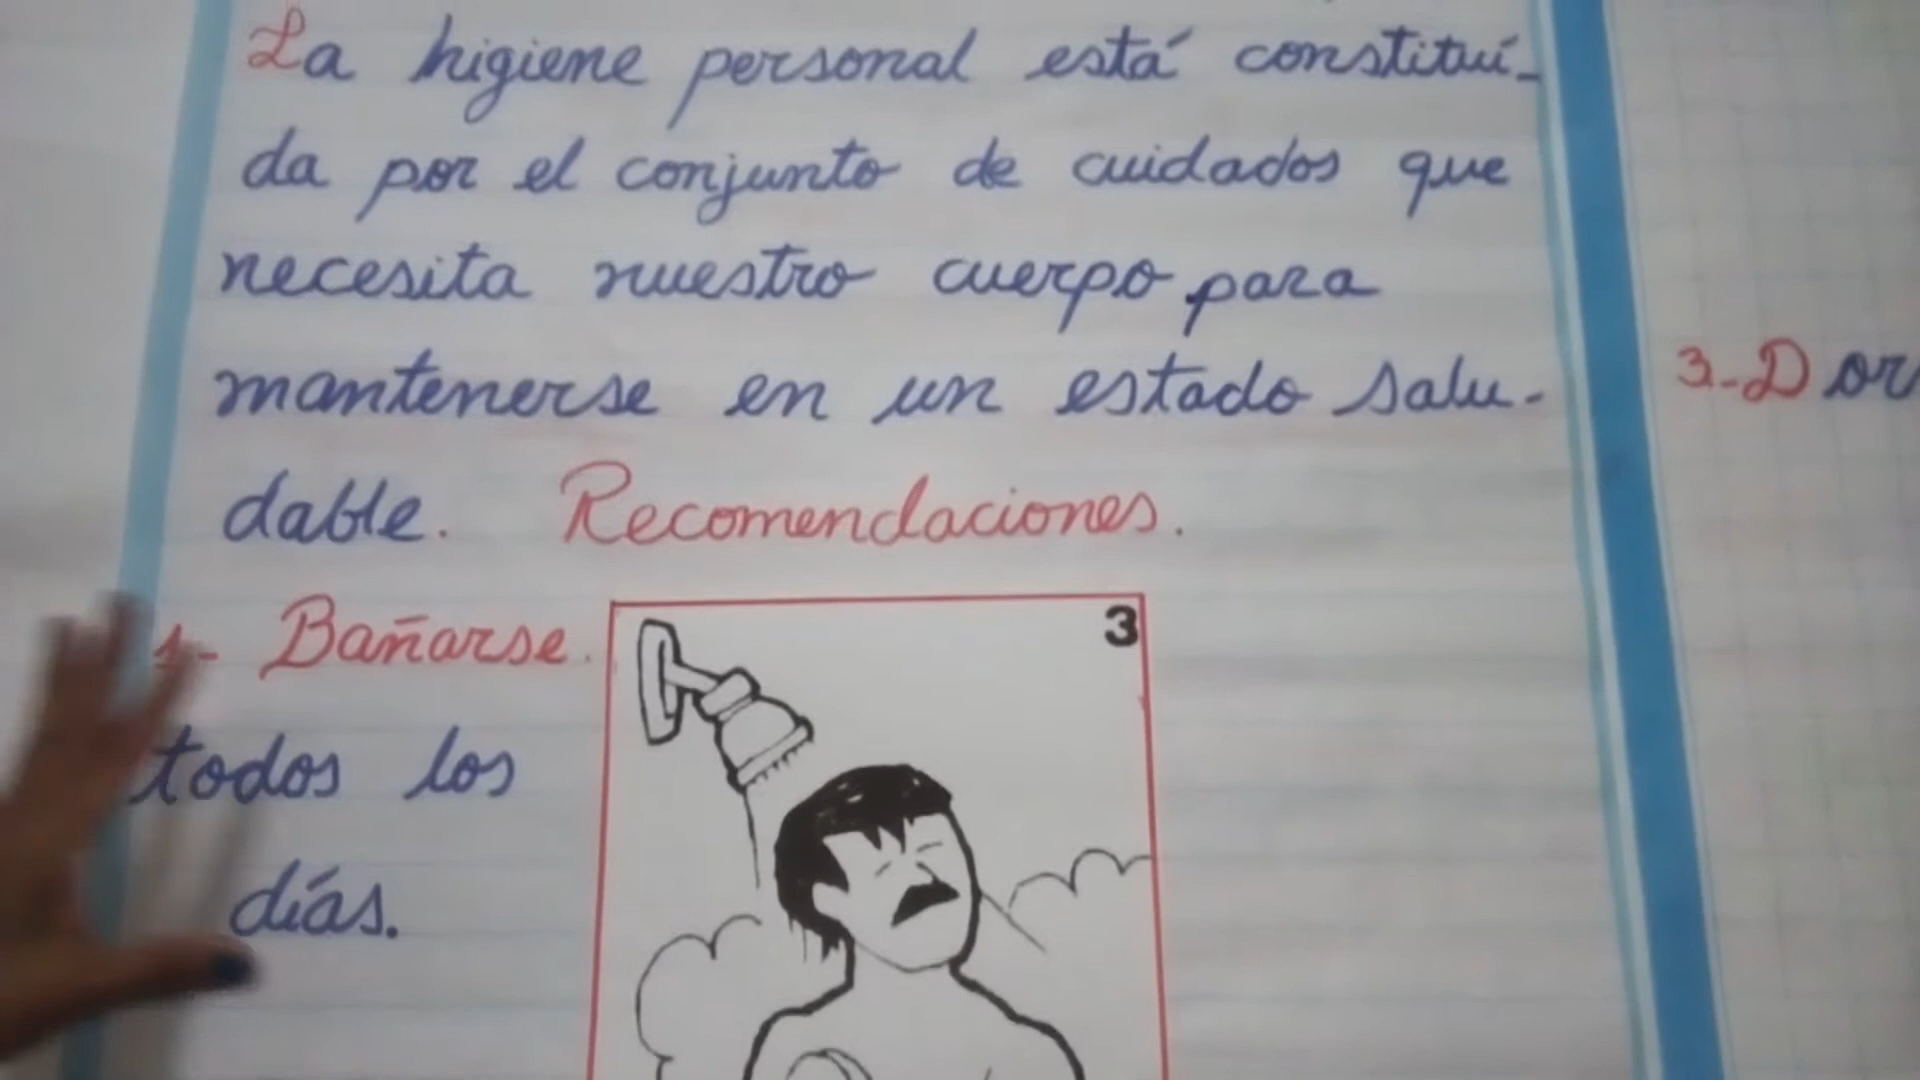 La higiene personal está constituí-
da por el conjunto de cuidados que
necesita nuestro cuerpo para
mantenerse en un estado salu-
dable. Recomendaciones.
1- Bañarse.
todos los
días.
3
3-Dor